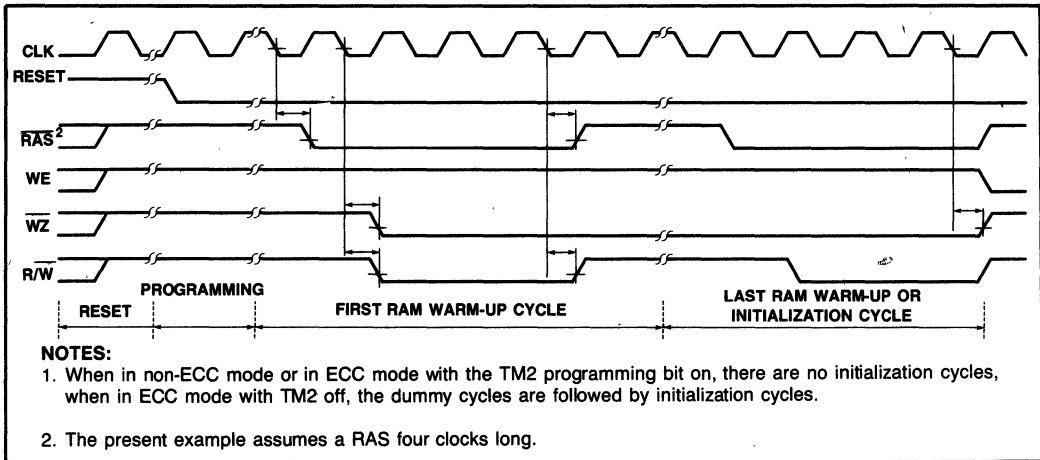 CLK
RESET
RAS 2
WE
WZ
R/W
PROGRAMMING
RESET
FIRST RAM WARM-UP CYCLE
LAST RAM WARM-UP OR
INITIALIZATION CYCLE
NOTES:
1. When in non-ECC mode or in ECC mode with the TM2 programming bit on, there are no initialization cycles,
when in ECC mode with TM2 off, the dummy cycles are followed by initialization cycles.
2. The present example assumes a RAS four clocks long.